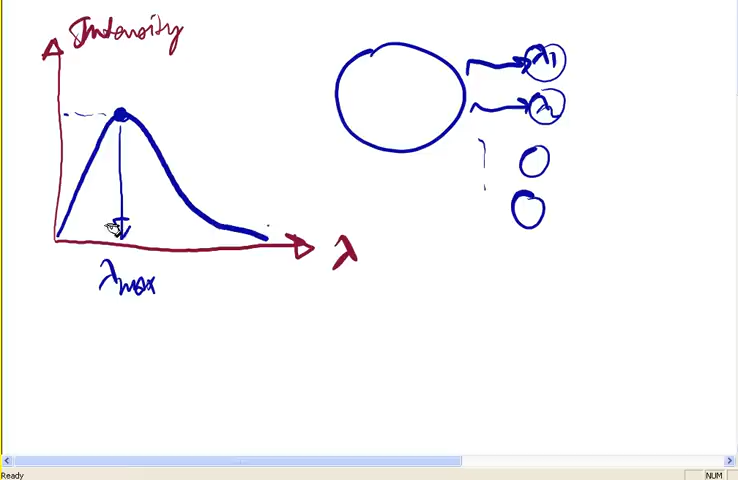 Intensity
λ1
λ2
λ
λmax
Ready
NUM